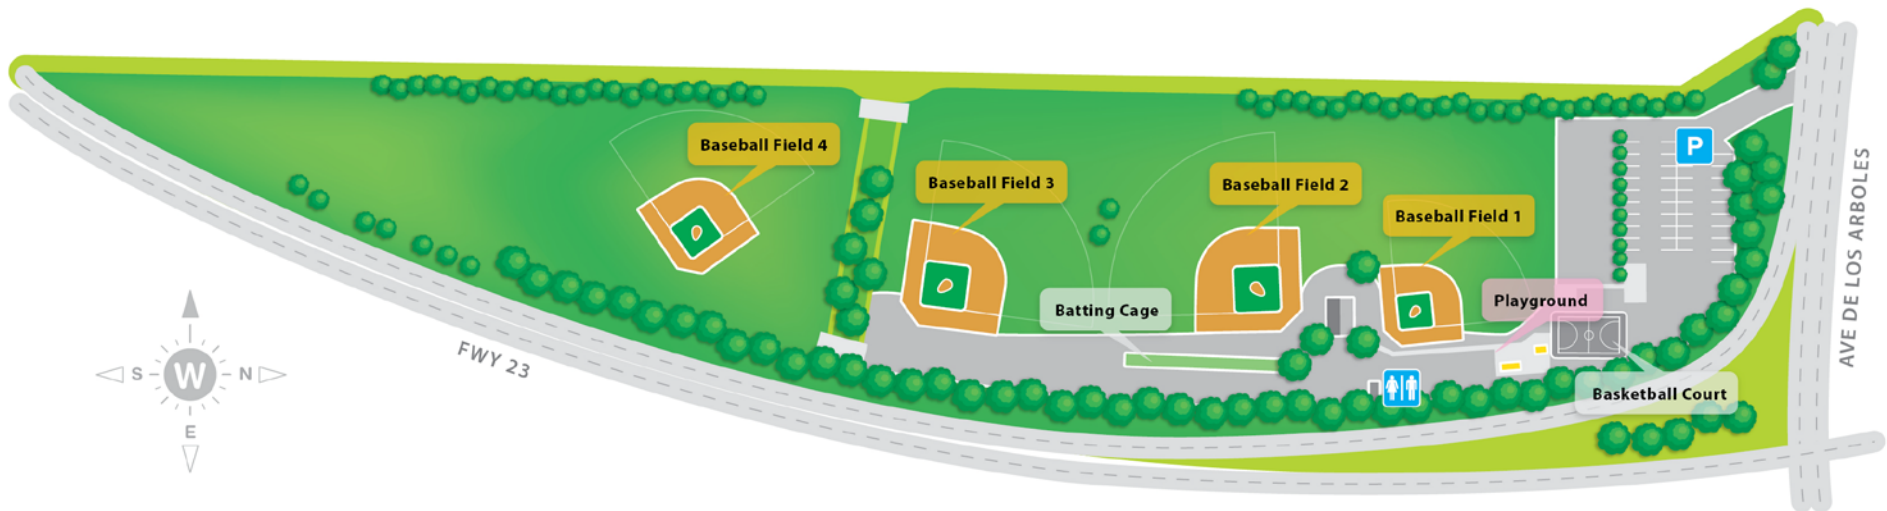 Baseball Field 4
Baseball Field 3
Baseball Field 2
Baseball Field 1
P
Batting Cage
Playground
Basketball Court
AVE DE LOS ARBOLES
FWY 23
S W N
E